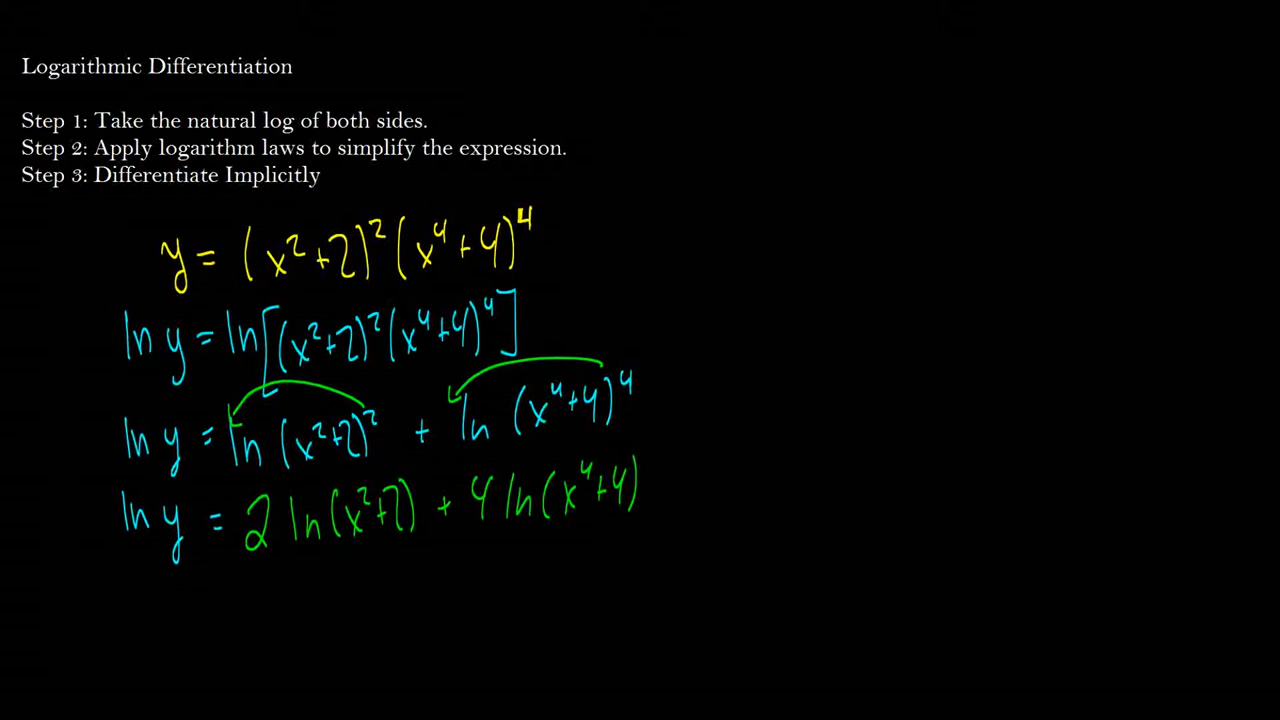 Logarithmic Differentiation
Step 1: Take the natural log of both sides.
Step 2: Apply logarithm laws to simplify the expression.
Step 3: Differentiate Implicitly
y = (x²+2)² (x⁴+4)⁴
ln y = ln[(x²+2)² (x⁴+4)⁴]
ln y = ln (x²+2)² + ln (x⁴+4)⁴
ln y = 2 ln(x²+2) + 4 ln(x⁴+4)